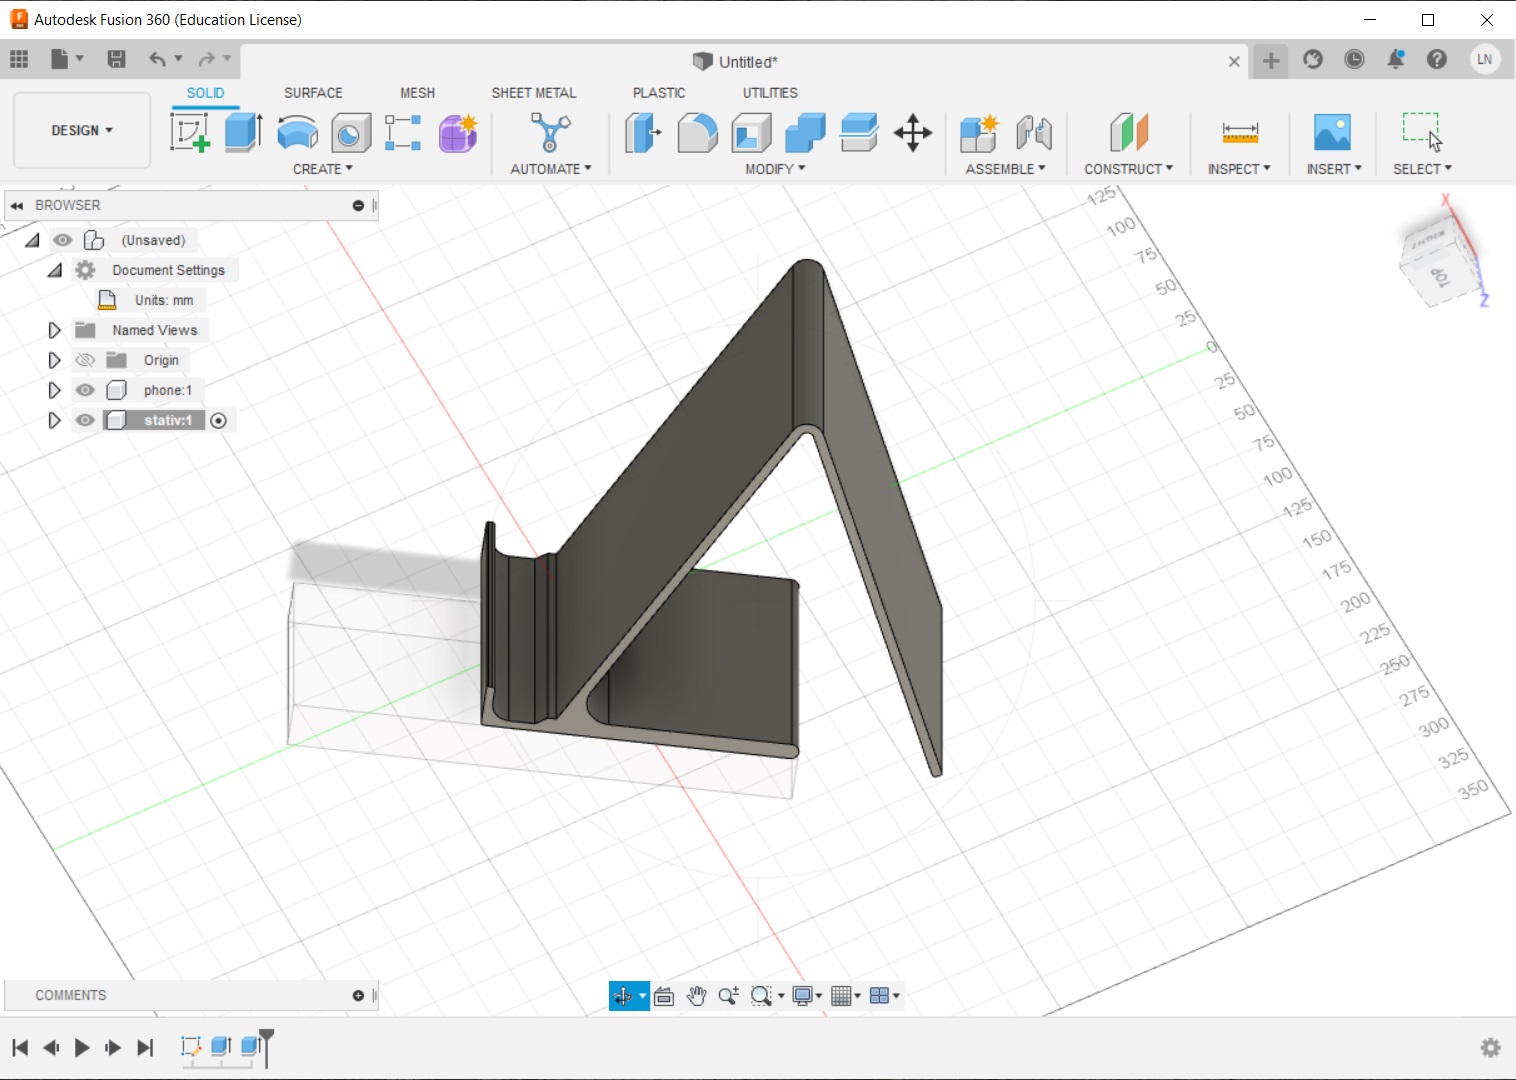 Autodesk Fusion 360 (Education License)
Untitled*
LN
DESIGN
SOLID
SURFACE
MESH
SHEET METAL
PLASTIC
UTILITIES
CREATE
AUTOMATE
MODIFY
ASSEMBLE
CONSTRUCT
INSPECT
INSERT
SELECT
BROWSER
(Unsaved)
Document Settings
Units: mm
Named Views
Origin
phone:1
stativ:1
125
100
75
50
25
0
25
50
75
100
125
150
175
200
225
250
275
300
325
350
X
RIGHT
TOP
Z
COMMENTS